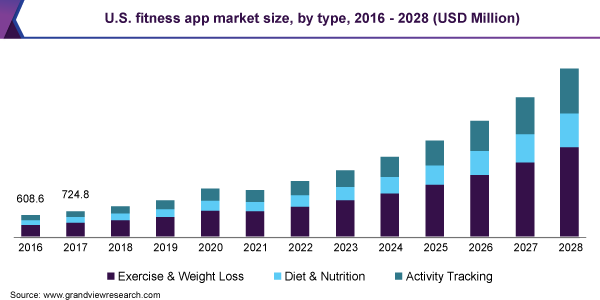 U.S. fitness app market size, by type, 2016 - 2028 (USD Million)
608.6
724.8
2016 2017 2018 2019 2020 2021 2022 2023 2024 2025 2026 2027 2028
Exercise & Weight Loss Diet & Nutrition Activity Tracking
Source: www.grandviewresearch.com